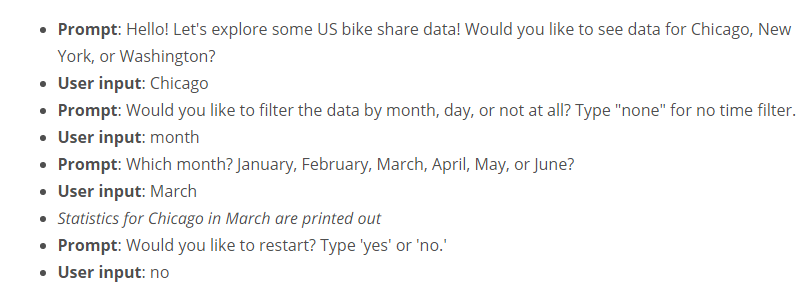 • Prompt: Hello! Let's explore some US bike share data! Would you like to see data for Chicago, New
York, or Washington?
• User input: Chicago
• Prompt: Would you like to filter the data by month, day, or not at all? Type "none" for no time filter.
• User input: month
• Prompt: Which month? January, February, March, April, May, or June?
• User input: March
• Statistics for Chicago in March are printed out
• Prompt: Would you like to restart? Type 'yes' or 'no.'
• User input: no